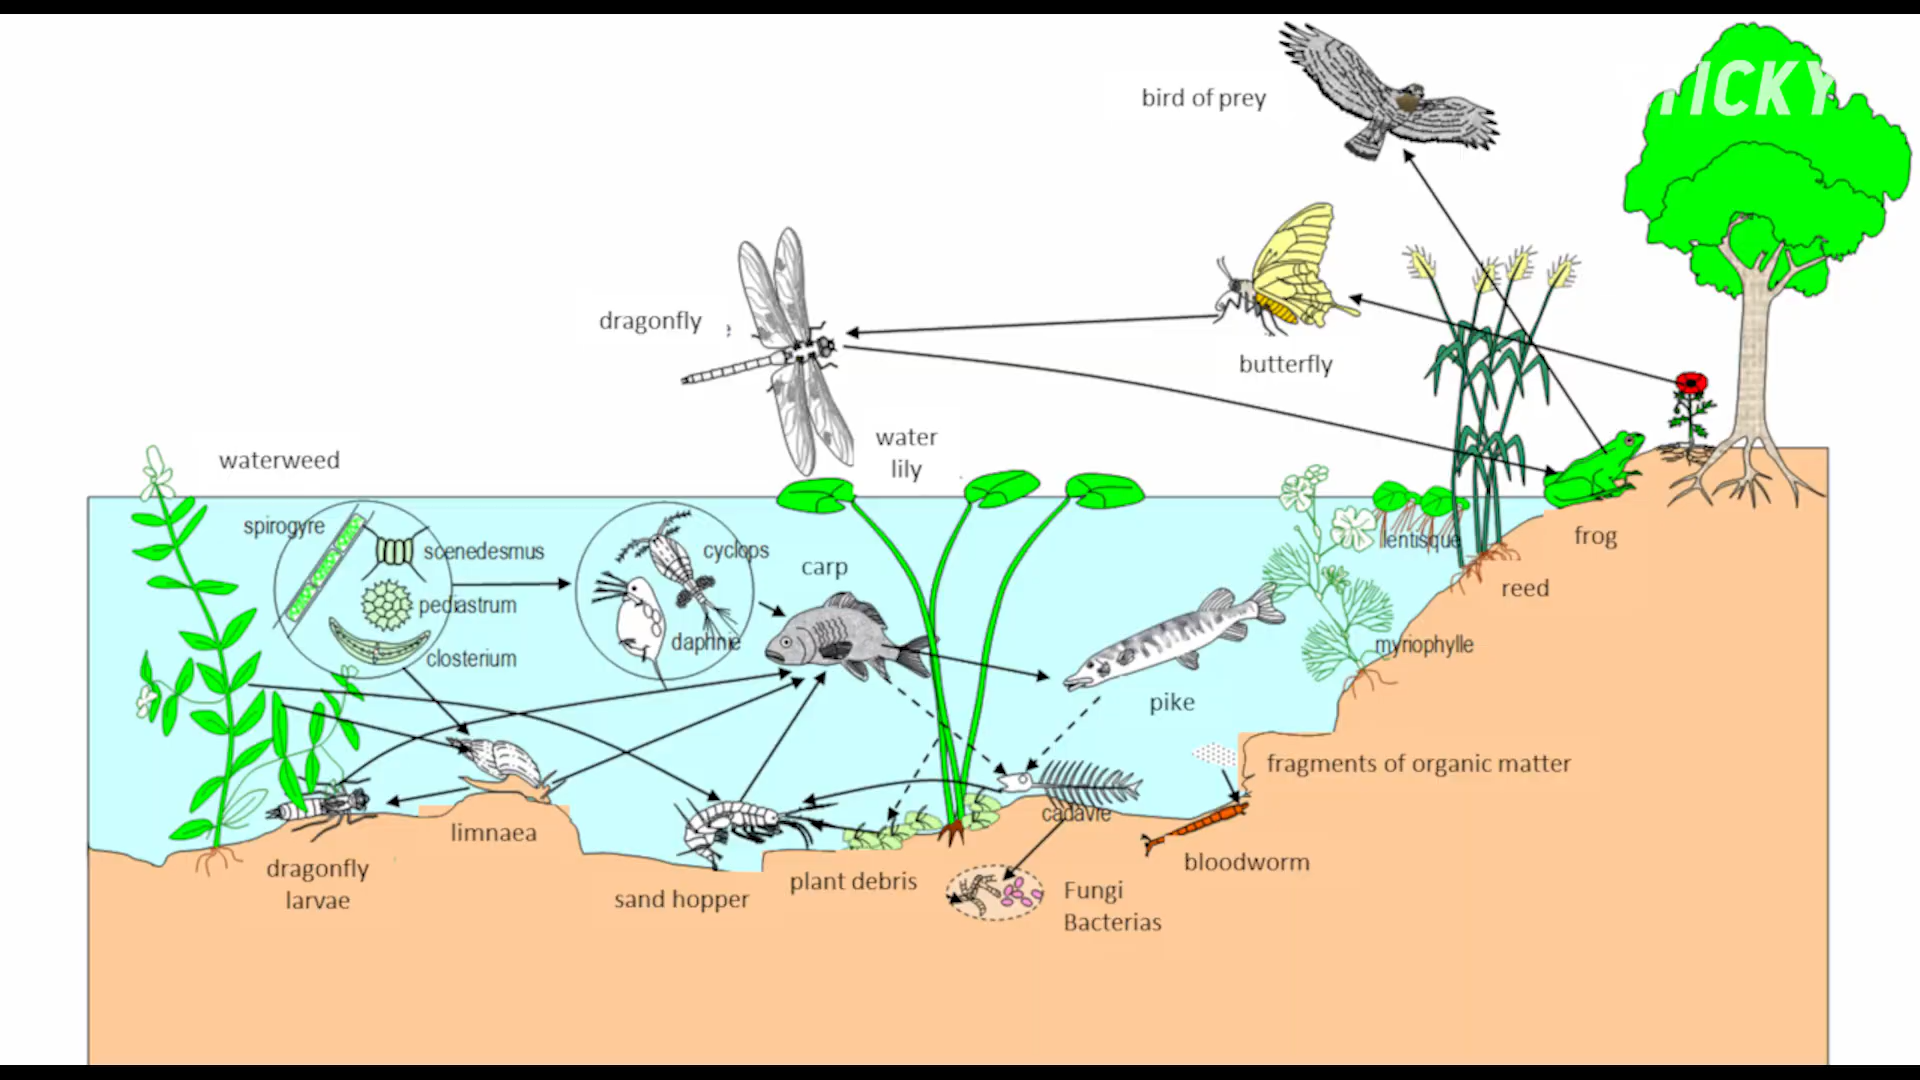 TICKY
bird of prey
dragonfly
butterfly
water
lily
waterweed
spirogyre
scenedesmus
pediastrum
closterium
cyclops
daphnie
carp
lentisque
frog
reed
myriophylle
pike
fragments of organic matter
cadavre
limnaea
dragonfly
larvae
sand hopper
plant debris
bloodworm
Fungi
Bacterias